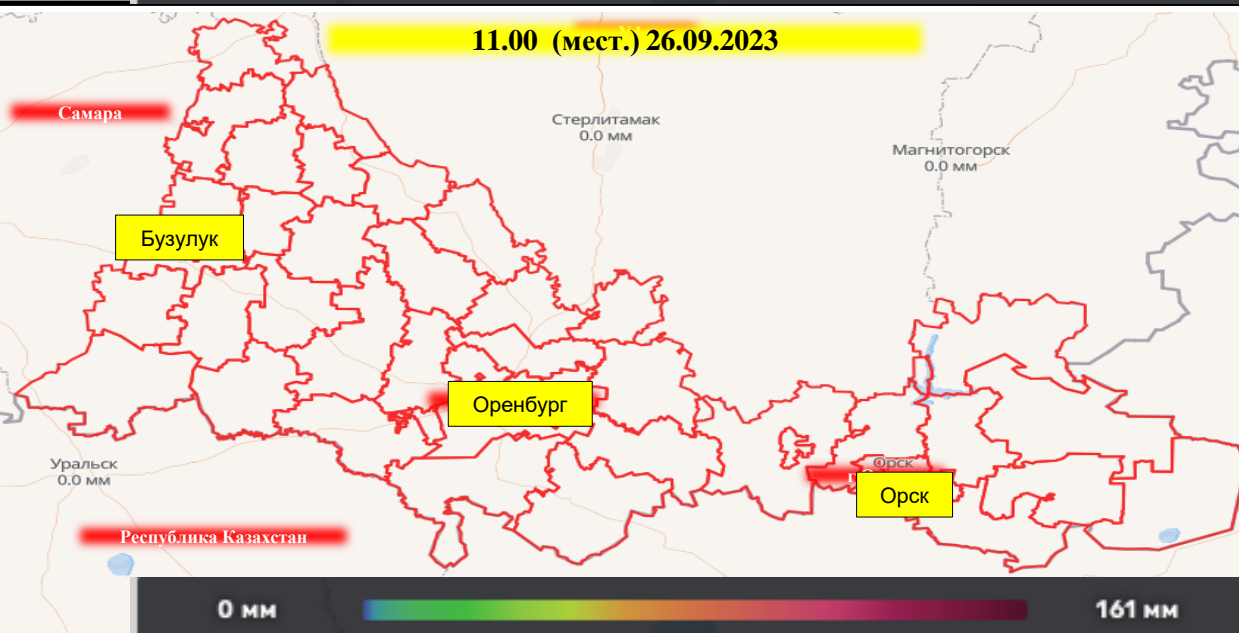 11.00 (мест.) 26.09.2023
Самара
Стерлитамак
0.0 мм
Магнитогорск
0.0 мм
Бузулук
Оренбург
Уральск
0.0 мм
Орск
Орск
Республика Казахстан
0 мм
161 мм